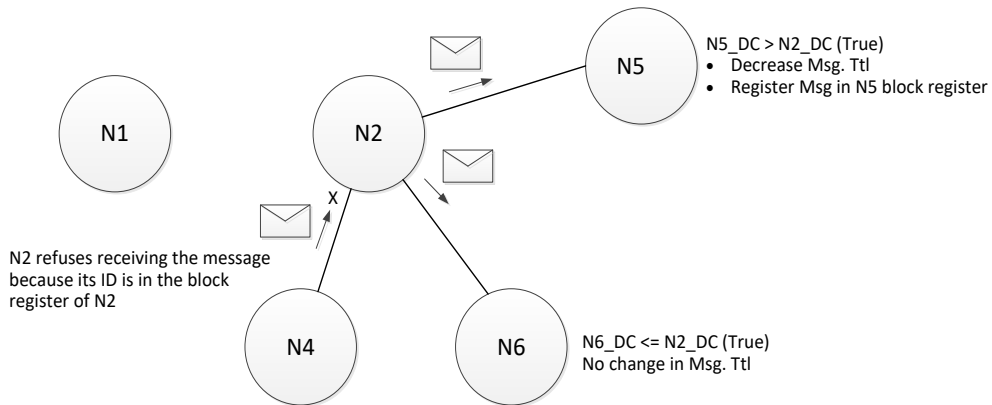 N5_DC > N2_DC (True)
• Decrease Msg. Ttl
• Register Msg in N5 block register
N5
N1
N2
X
N2 refuses receiving the message
because its ID is in the block
register of N2
N4
N6
N6_DC <= N2_DC (True)
No change in Msg. Ttl